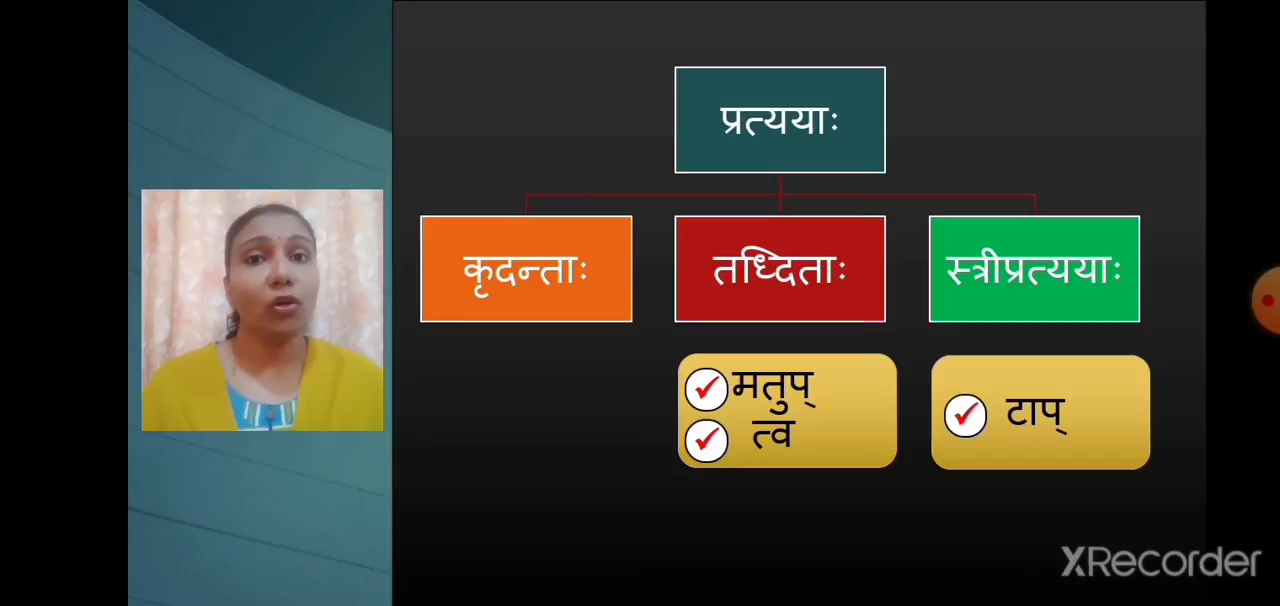 प्रत्ययाः
कृदन्ताः
तध्दिताः
स्त्रीप्रत्ययाः
मतुप्
त्व
टाप्
XRecorder